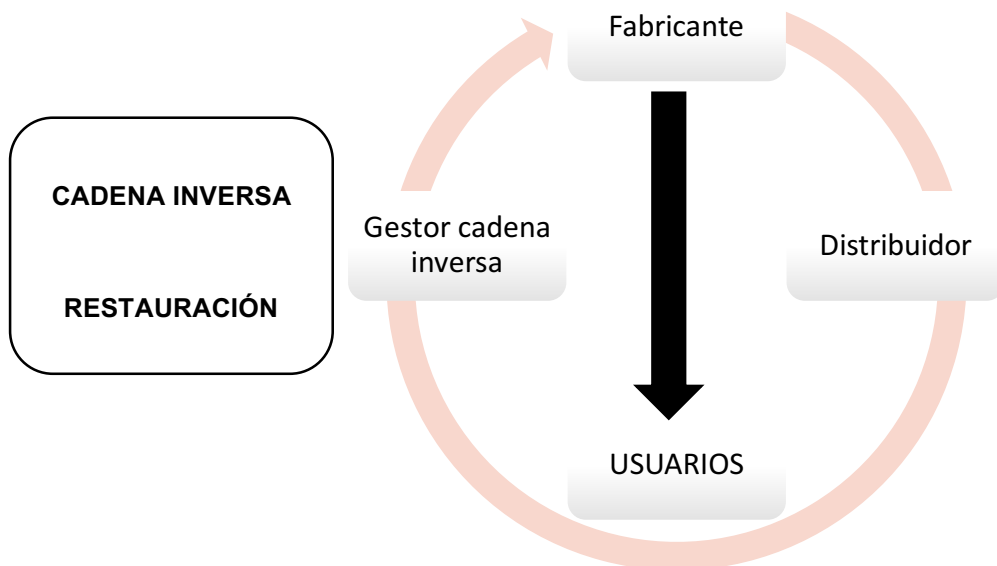 CADENA INVERSA
RESTAURACIÓN
Fabricante
Gestor cadena
inversa
Distribuidor
USUARIOS